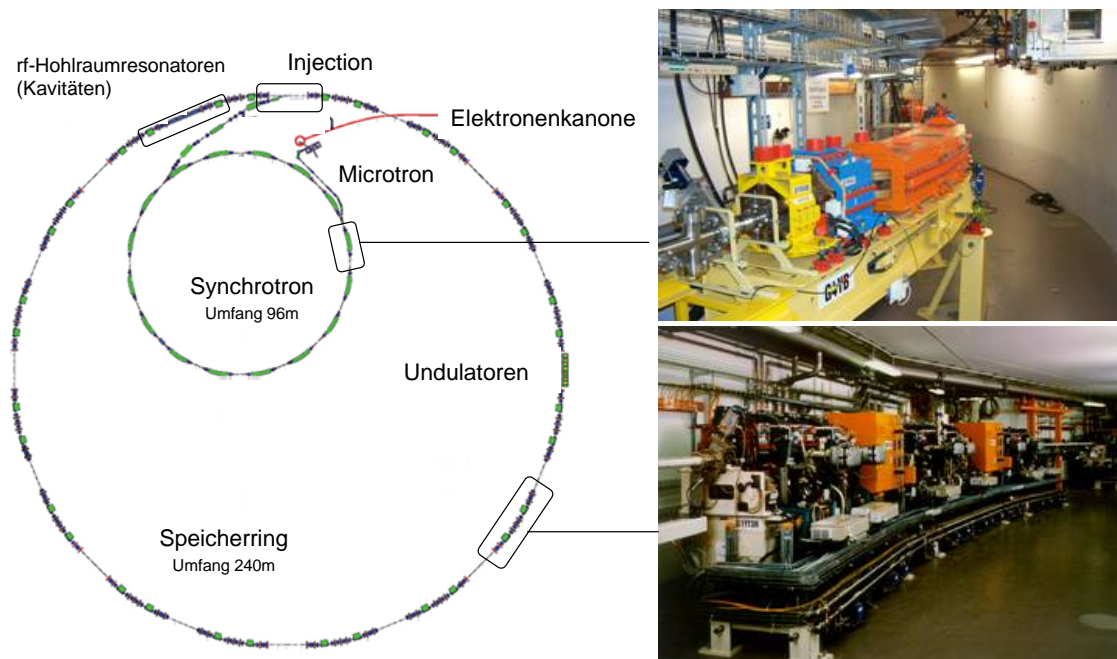 rf-Hohlraumresonatoren
(Kavitäten)
Injection
Elektronenkanone
Microtron
Synchrotron
Umfang 96m
Undulatoren
Speicherring
Umfang 240m